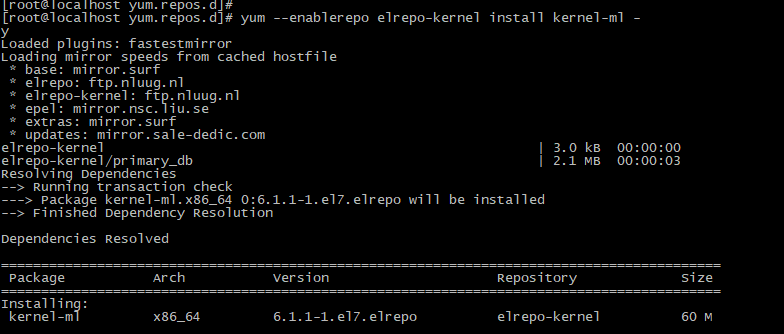 [root@localhost yum.repos.d]#
[root@localhost yum.repos.d]# yum --enablerepo elrepo-kernel install kernel-ml -
y
Loaded plugins: fastestmirror
Loading mirror speeds from cached hostfile
 * base: mirror.surf
 * elrepo: ftp.nluug.nl
 * elrepo-kernel: ftp.nluug.nl
 * epel: mirror.nsc.liu.se
 * extras: mirror.surf
 * updates: mirror.sale-dedic.com
elrepo-kernel                                          | 3.0 kB  00:00:00
elrepo-kernel/primary_db                               | 2.1 MB  00:00:03
Resolving Dependencies
--> Running transaction check
---> Package kernel-ml.x86_64 0:6.1.1-1.el7.elrepo will be installed
--> Finished Dependency Resolution

Dependencies Resolved

==========================================================================================
 Package           Arch           Version                     Repository             Size
==========================================================================================
Installing:
 kernel-ml         x86_64         6.1.1-1.el7.elrepo          elrepo-kernel          60 M